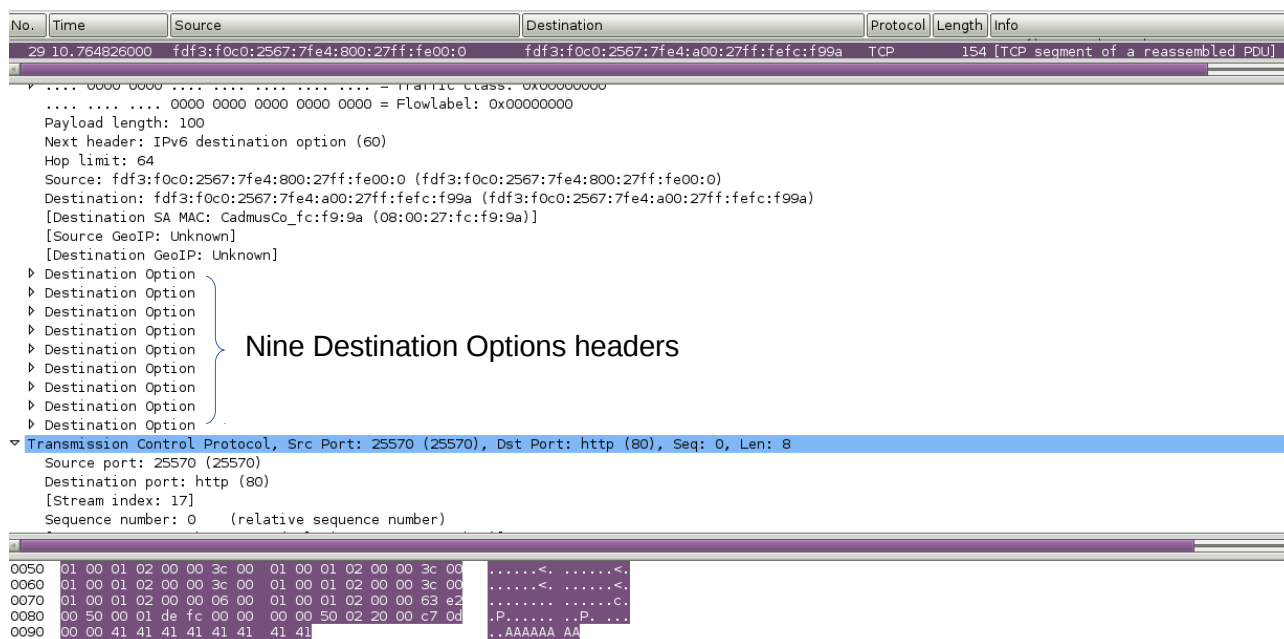 No. Time Source Destination Protocol Length Info
29 10.764826000 fdf3:f0c0:2567:7fe4:800:27ff:fe00:0 fdf3:f0c0:2567:7fe4:a00:27ff:fefc:f99a TCP 154 [TCP segment of a reassembled PDU]
.... 0000 0000 .... .... .... .... .... = Traffic class: 0x00000000
.... .... .... 0000 0000 0000 0000 0000 = Flowlabel: 0x00000000
Payload length: 100
Next header: IPv6 destination option (60)
Hop limit: 64
Source: fdf3:f0c0:2567:7fe4:800:27ff:fe00:0 (fdf3:f0c0:2567:7fe4:800:27ff:fe00:0)
Destination: fdf3:f0c0:2567:7fe4:a00:27ff:fefc:f99a (fdf3:f0c0:2567:7fe4:a00:27ff:fefc:f99a)
[Destination SA MAC: CadmusCo_fc:f9:9a (08:00:27:fc:f9:9a)]
[Source GeoIP: Unknown]
[Destination GeoIP: Unknown]
Destination Option
Destination Option
Destination Option
Destination Option
Destination Option
Destination Option
Destination Option
Destination Option
Destination Option
Nine Destination Options headers
Transmission Control Protocol, Src Port: 25570 (25570), Dst Port: http (80), Seq: 0, Len: 8
Source port: 25570 (25570)
Destination port: http (80)
[Stream index: 17]
Sequence number: 0 (relative sequence number)
0050 01 00 01 02 00 00 3c 00 01 00 01 02 00 00 3c 00 ......<. ......<.
0060 01 00 01 02 00 00 3c 00 01 00 01 02 00 00 3c 00 ......<. ......<.
0070 01 00 01 02 00 00 06 00 01 00 01 02 00 00 63 e2 ........ ......c.
0080 00 50 00 01 de fc 00 00 00 00 50 02 20 00 c7 0d .P...... ..P. ...
0090 00 00 41 41 41 41 41 41 41 41 ..AAAAAA AA